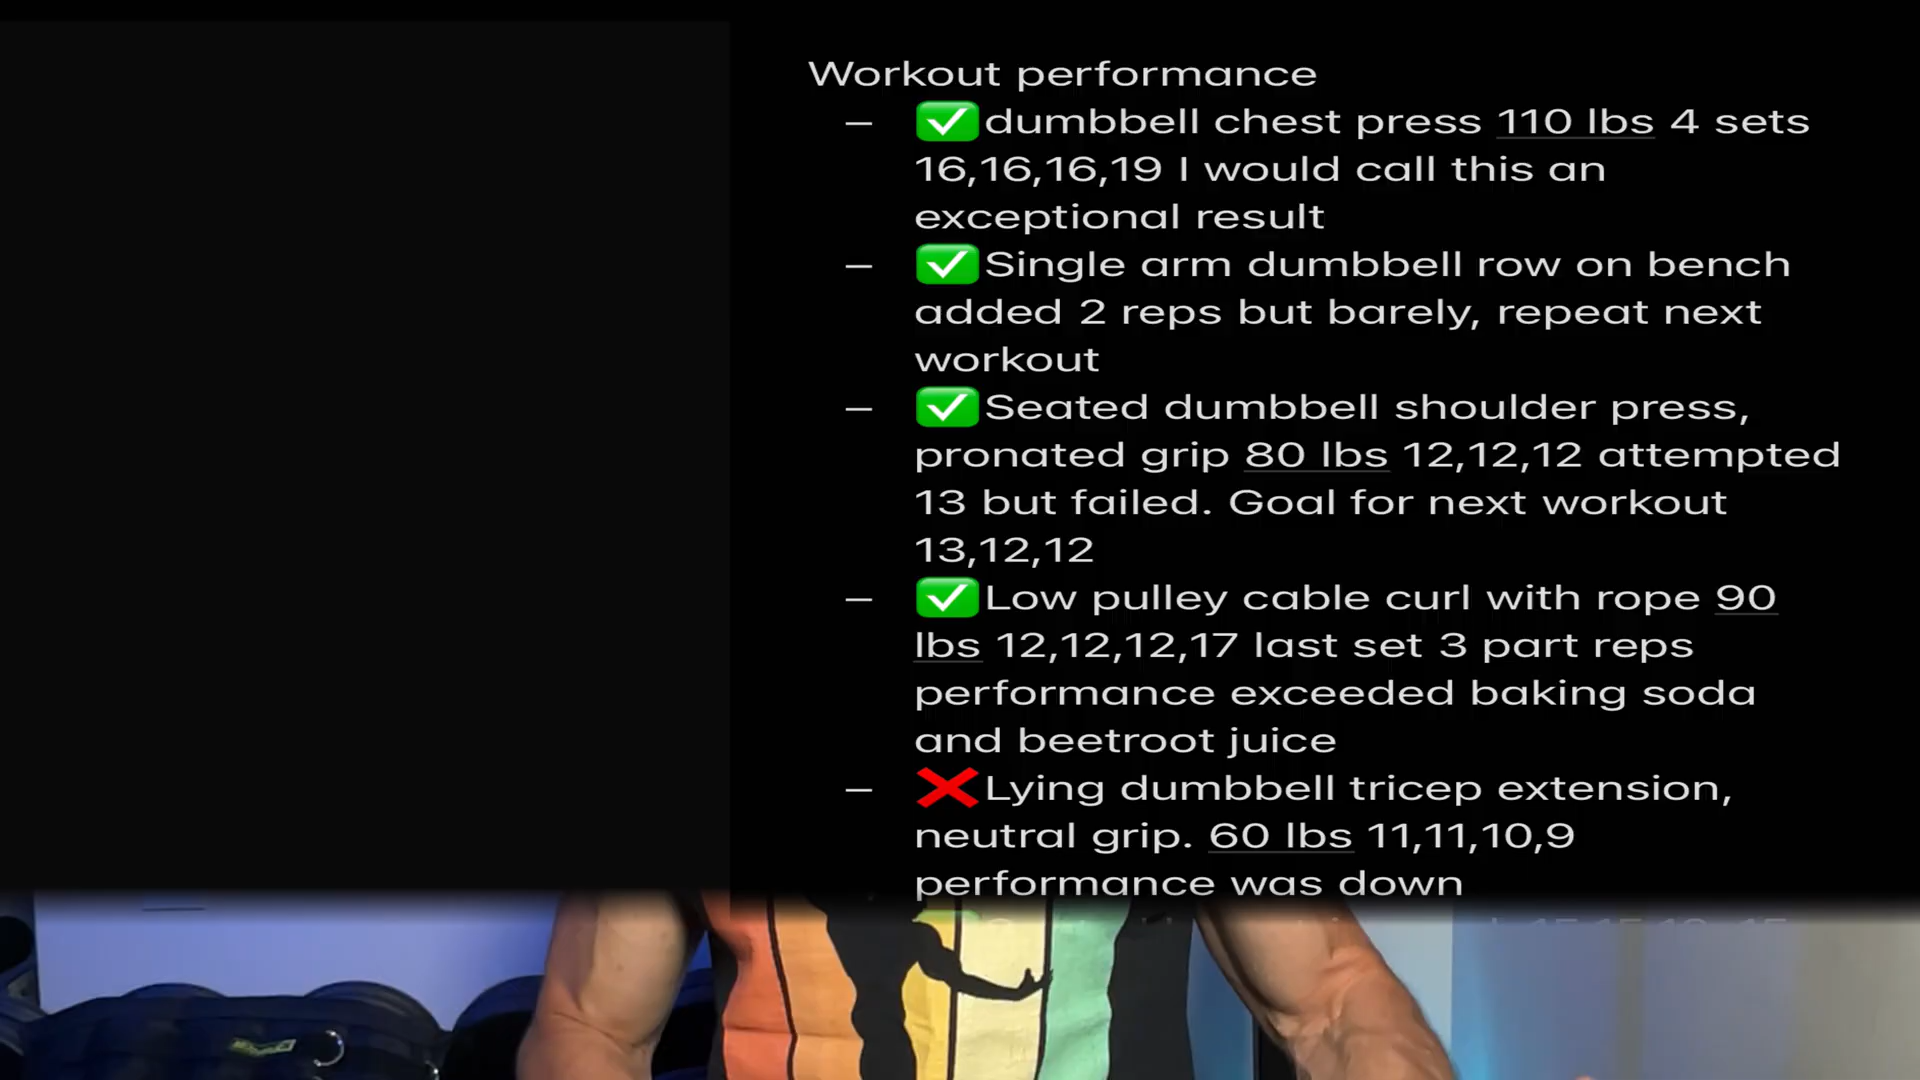 Workout performance
– ✅dumbbell chest press 110 lbs 4 sets
16,16,16,19 I would call this an
exceptional result
– ✅Single arm dumbbell row on bench
added 2 reps but barely, repeat next
workout
– ✅Seated dumbbell shoulder press,
pronated grip 80 lbs 12,12,12 attempted
13 but failed. Goal for next workout
13,12,12
– ✅Low pulley cable curl with rope 90
lbs 12,12,12,17 last set 3 part reps
performance exceeded baking soda
and beetroot juice
– ❌Lying dumbbell tricep extension,
neutral grip. 60 lbs 11,11,10,9
performance was down